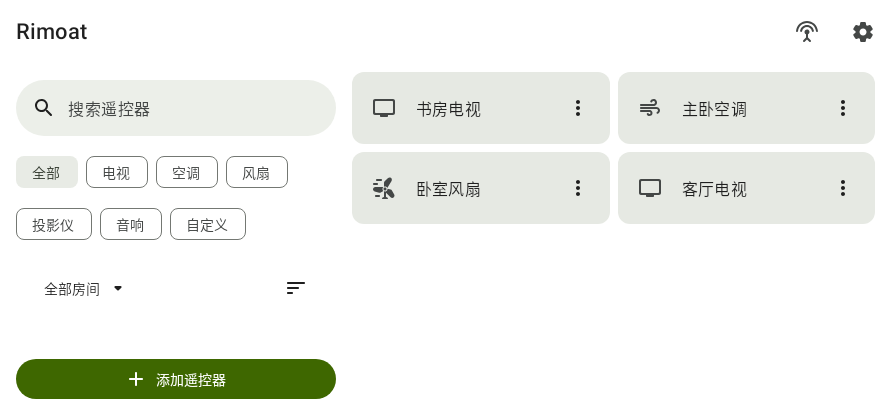 Rimoat
搜索遥控器
全部
电视
空调
风扇
投影仪
音响
自定义
全部房间
添加遥控器
书房电视
主卧空调
卧室风扇
客厅电视